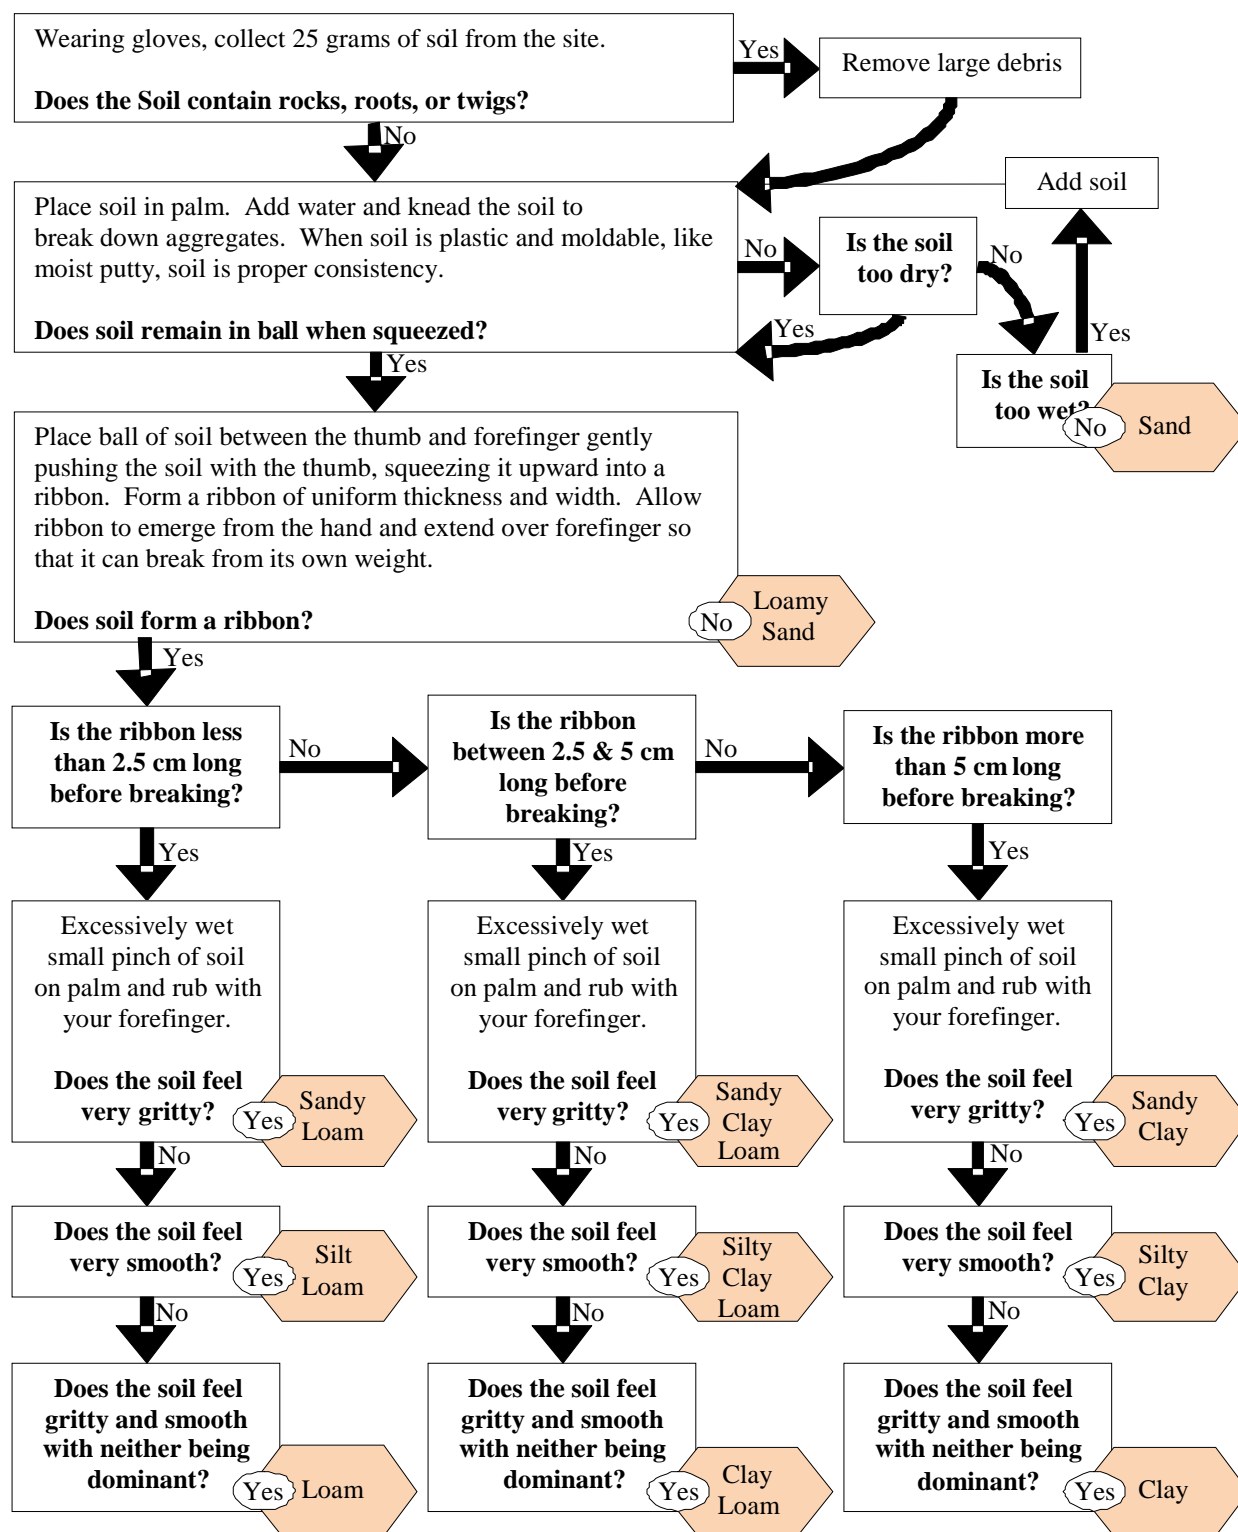 Wearing gloves, collect 25 grams of soil from the site.
Does the Soil contain rocks, roots, or twigs?
Yes
Remove large debris
No
Place soil in palm. Add water and knead the soil to
break down aggregates. When soil is plastic and moldable, like
moist putty, soil is proper consistency.
Does soil remain in ball when squeezed?
No
Is the soil
too dry?
Yes
No
Add soil
Yes
Is the soil
too wet?
No
Sand
Yes
Place ball of soil between the thumb and forefinger gently
pushing the soil with the thumb, squeezing it upward into a
ribbon. Form a ribbon of uniform thickness and width. Allow
ribbon to emerge from the hand and extend over forefinger so
that it can break from its own weight.
Does soil form a ribbon?
No
Loamy
Sand
Yes
Is the ribbon less
than 2.5 cm long
before breaking?
No
Is the ribbon
between 2.5 & 5 cm
long before
breaking?
No
Is the ribbon more
than 5 cm long
before breaking?
Yes
Yes
Yes
Excessively wet
small pinch of soil
on palm and rub with
your forefinger.
Does the soil feel
very gritty?
Yes
Sandy
Loam
Excessively wet
small pinch of soil
on palm and rub with
your forefinger.
Does the soil feel
very gritty?
Yes
Sandy
Clay
Loam
Excessively wet
small pinch of soil
on palm and rub with
your forefinger.
Does the soil feel
very gritty?
Yes
Sandy
Clay
No
No
No
Does the soil feel
very smooth?
Yes
Silt
Loam
Does the soil feel
very smooth?
Yes
Silty
Clay
Loam
Does the soil feel
very smooth?
Yes
Silty
Clay
No
No
No
Does the soil feel
gritty and smooth
with neither being
dominant?
Yes
Loam
Does the soil feel
gritty and smooth
with neither being
dominant?
Yes
Clay
Loam
Does the soil feel
gritty and smooth
with neither being
dominant?
Yes
Clay